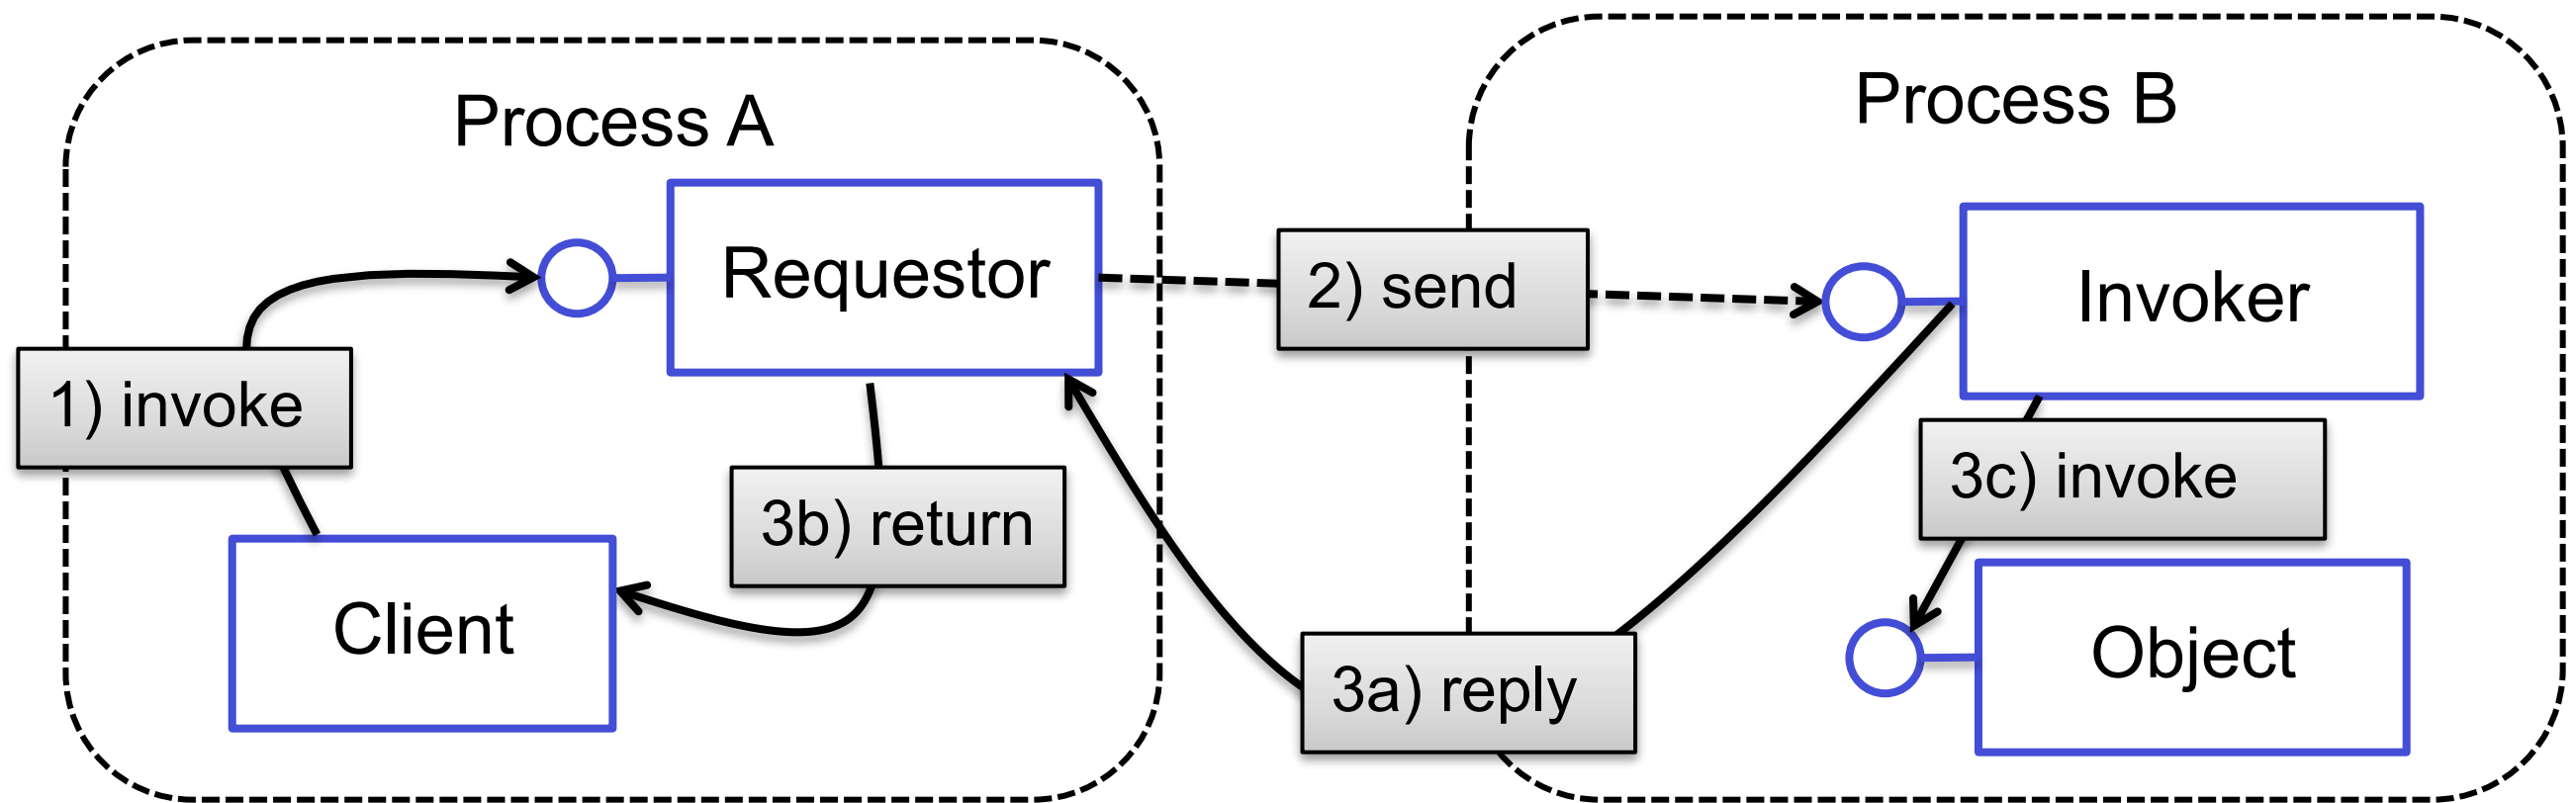 Process A
Process B
Requestor
2) send
Invoker
1) invoke
3b) return
3c) invoke
Client
3a) reply
Object